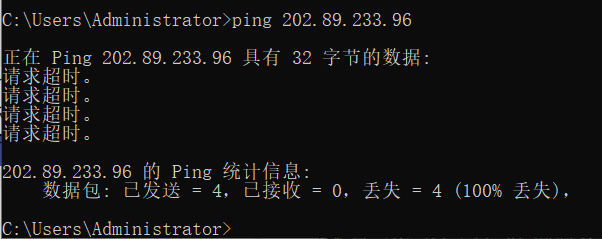 C:\Users\Administrator>ping 202.89.233.96
正在 Ping 202.89.233.96 具有 32 字节的数据:
请求超时。
请求超时。
请求超时。
请求超时。
202.89.233.96 的 Ping 统计信息:
数据包: 已发送 = 4，已接收 = 0，丢失 = 4 (100% 丢失)，
C:\Users\Administrator>